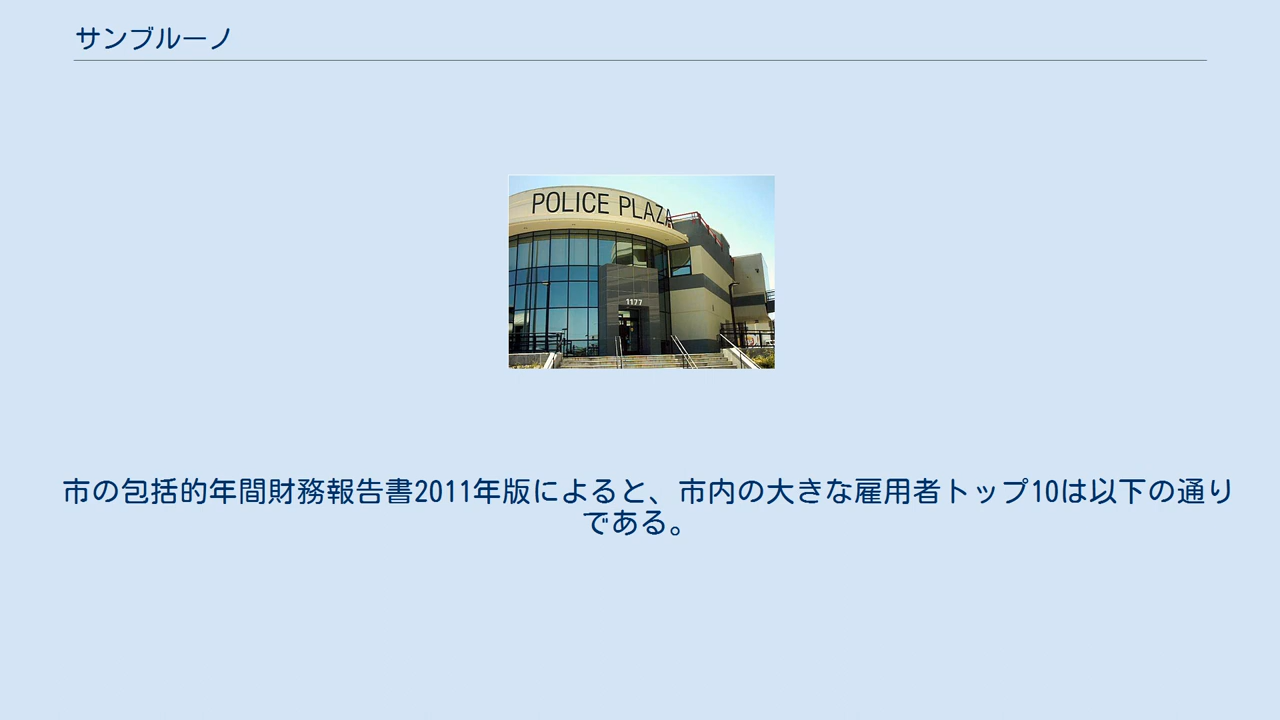 サンブルーノ
POLICE PLAZA
1177
市の包括的年間財務報告書2011年版によると、市内の大きな雇用者トップ10は以下の通り
である。